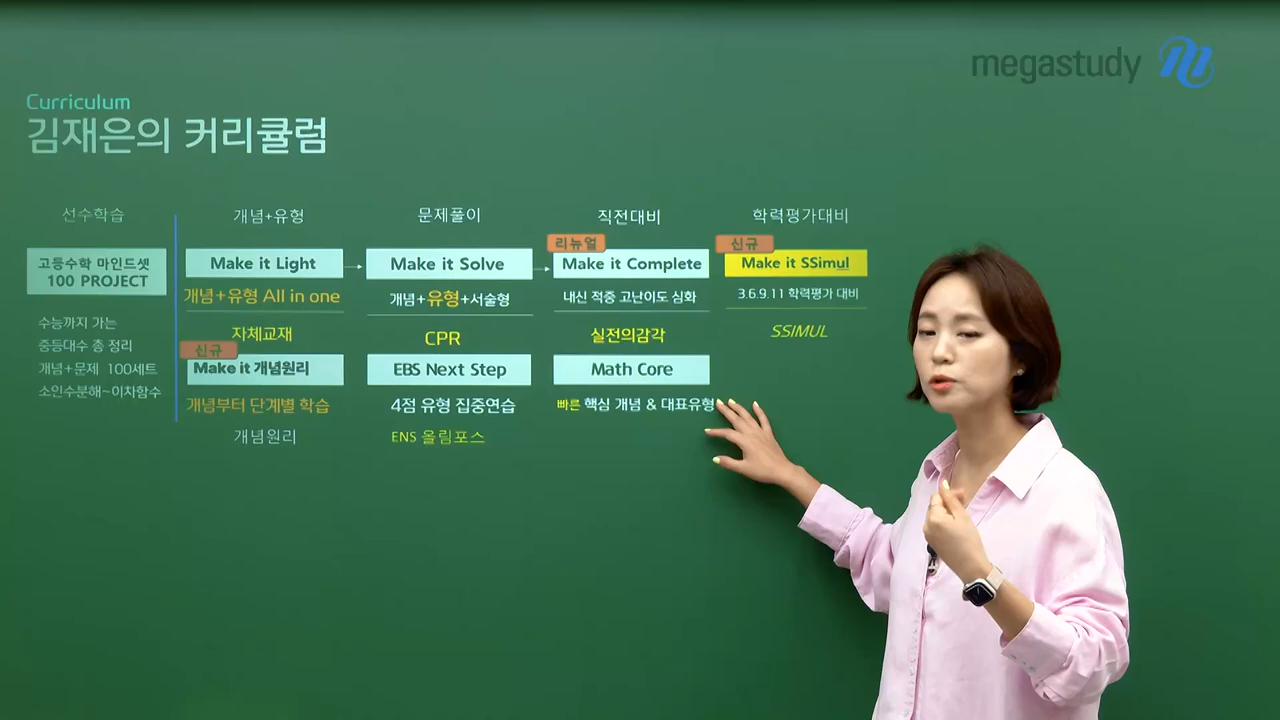 megastudy
Curriculum
김재은의 커리큘럼
선수학습
고등수학 마인드셋
100 PROJECT
수능까지 가는
중등대수 총 정리
개념+문제 100세트
소인수분해~이차함수
개념+유형
Make it Light
개념+유형 All in one
자체교재
신규
Make it 개념원리
개념부터 단계별 학습
개념원리
문제풀이
Make it Solve
개념+유형+서술형
CPR
EBS Next Step
4점 유형 집중연습
ENS 올림포스
직전대비
리뉴얼
Make it Complete
내신 적중 고난이도 심화
실전의감각
Math Core
빠른 핵심 개념 & 대표유형
학력평가대비
신규
Make it SSimul
3.6.9.11 학력평가 대비
SSIMUL